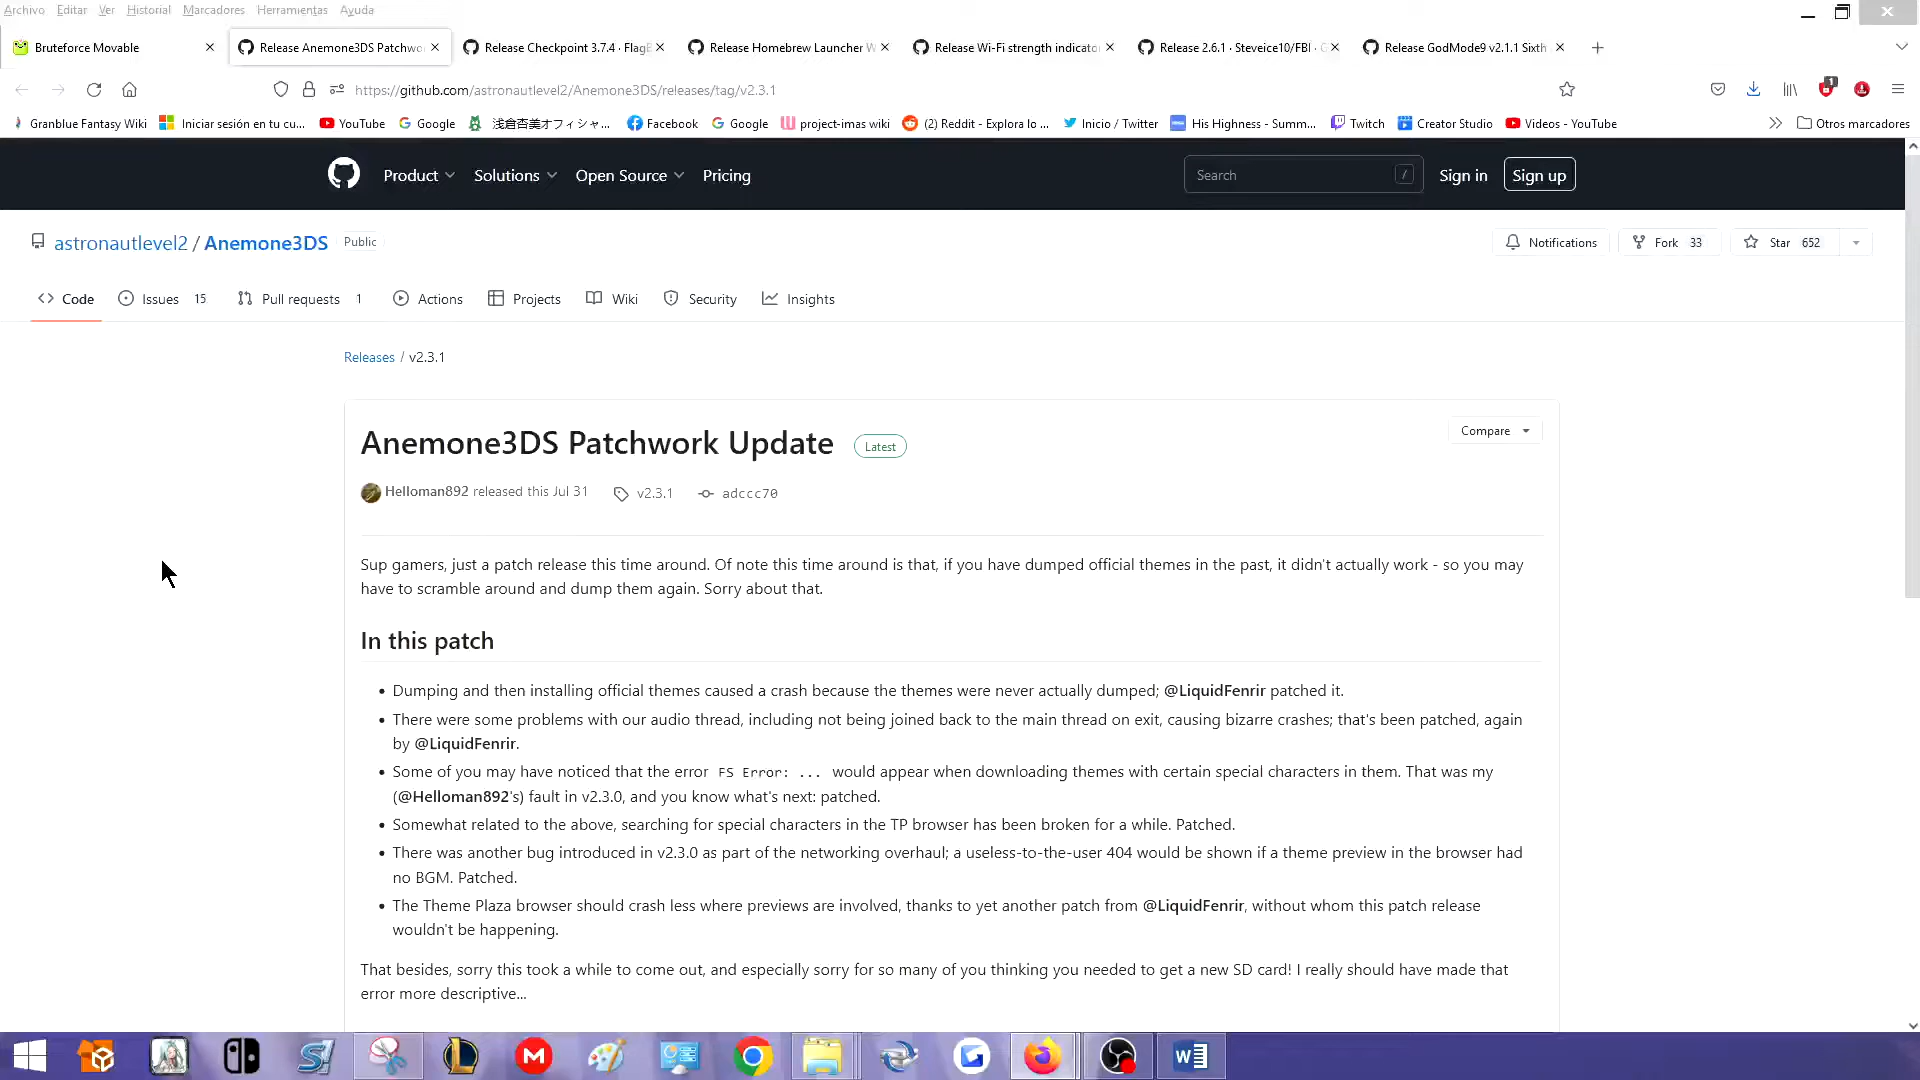 Archivo Editar Ver Historial Marcadores Herramientas Ayuda
Bruteforce Movable
Release Anemone3DS Patchwo
Release Checkpoint 3.7.4 · FlagB
Release Homebrew Launcher W
Release Wi-Fi strength indicato
Release 2.6.1 · Steveice10/FBI · G
Release GodMode9 v2.1.1 Sixth
https://github.com/astronautlevel2/Anemone3DS/releases/tag/v2.3.1
1
Granblue Fantasy Wiki
Iniciar sesión en tu cu...
YouTube
Google
浅倉杏美オフィシャ...
Facebook
Google
project-imas wiki
(2) Reddit - Explora lo ...
Inicio / Twitter
His Highness - Summ...
Twitch
Creator Studio
Videos - YouTube
Otros marcadores
Product
Solutions
Open Source
Pricing
Search /
Sign in
Sign up
astronautlevel2 / Anemone3DS Public
Notifications
Fork 33
Star 652
Code
Issues 15
Pull requests 1
Actions
Projects
Wiki
Security
Insights
Releases / v2.3.1
Anemone3DS Patchwork Update Latest
Compare
Helloman892 released this Jul 31 v2.3.1 adccc70
Sup gamers, just a patch release this time around. Of note this time around is that, if you have dumped official themes in the past, it didn't actually work - so you may
have to scramble around and dump them again. Sorry about that.
In this patch
• Dumping and then installing official themes caused a crash because the themes were never actually dumped; @LiquidFenrir patched it.
• There were some problems with our audio thread, including not being joined back to the main thread on exit, causing bizarre crashes; that's been patched, again
by @LiquidFenrir.
• Some of you may have noticed that the error FS Error: ... would appear when downloading themes with certain special characters in them. That was my
(@Helloman892's) fault in v2.3.0, and you know what's next: patched.
• Somewhat related to the above, searching for special characters in the TP browser has been broken for a while. Patched.
• There was another bug introduced in v2.3.0 as part of the networking overhaul; a useless-to-the-user 404 would be shown if a theme preview in the browser had
no BGM. Patched.
• The Theme Plaza browser should crash less where previews are involved, thanks to yet another patch from @LiquidFenrir, without whom this patch release
wouldn't be happening.
That besides, sorry this took a while to come out, and especially sorry for so many of you thinking you needed to get a new SD card! I really should have made that
error more descriptive...